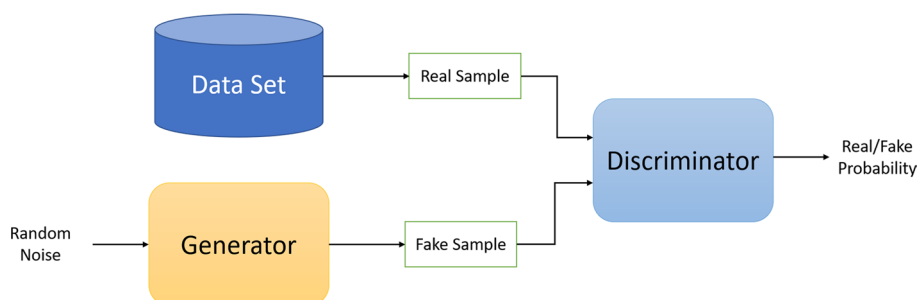 Data Set
Real Sample
Discriminator
Real/Fake
Probability
Random
Noise
Generator
Fake Sample